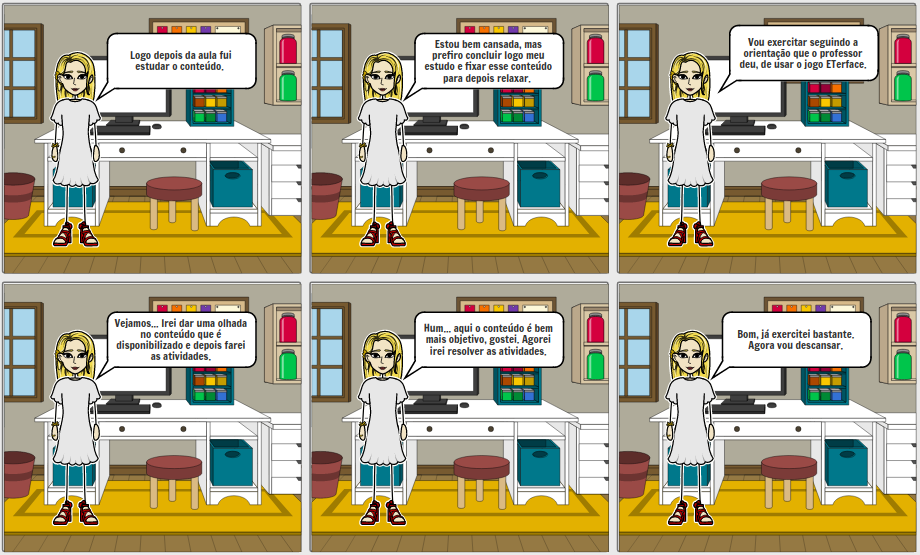 Logo depois da aula fui
estudar o conteúdo.
Estou bem cansada, mas
prefiro concluir logo meu
estudo e fixar esse conteúdo
para depois relaxar.
Vou exercitar seguindo a
orientação que o professor
deu, de usar o jogo ETerface.
Vejamos... Irei dar uma olhada
no conteúdo que é
disponibilizado e depois farei
as atividades.
Hum... aqui o conteúdo é bem
mais objetivo, gostei. Agorei
irei resolver as atividades.
Bom, já exercitei bastante.
Agora vou descansar.